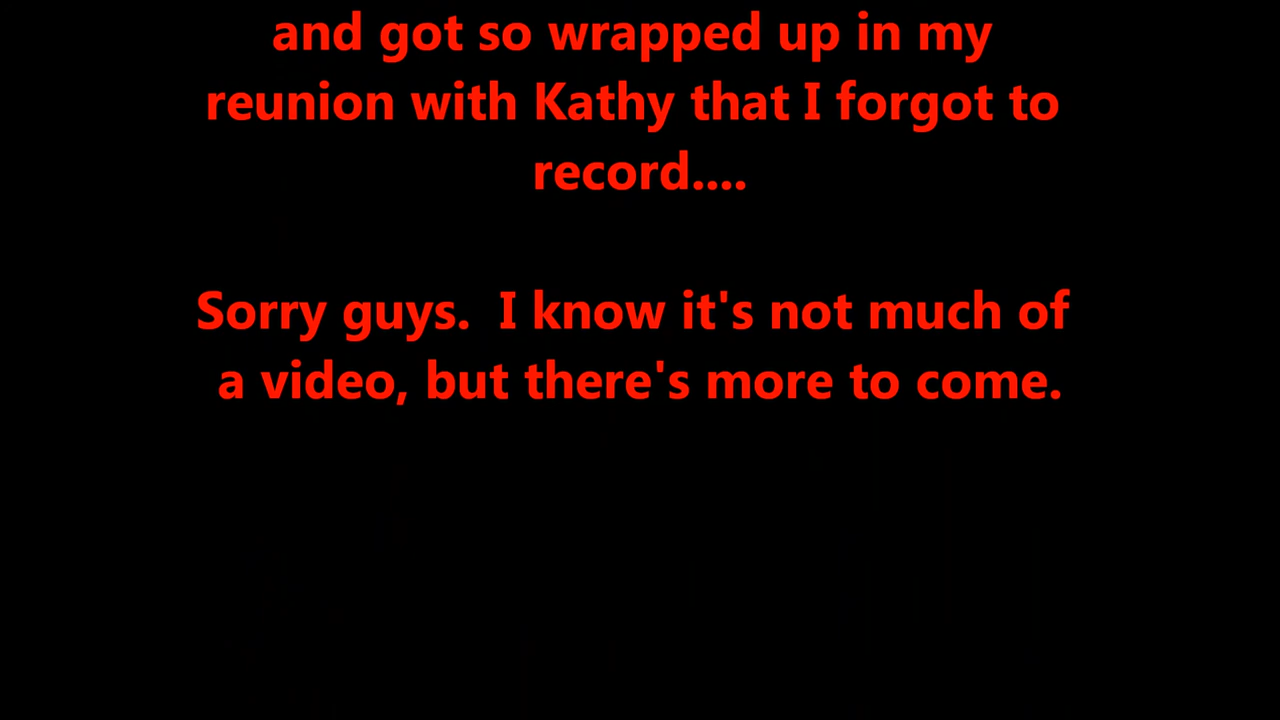 and got so wrapped up in my
reunion with Kathy that I forgot to
record....
Sorry guys.  I know it's not much of
a video, but there's more to come.